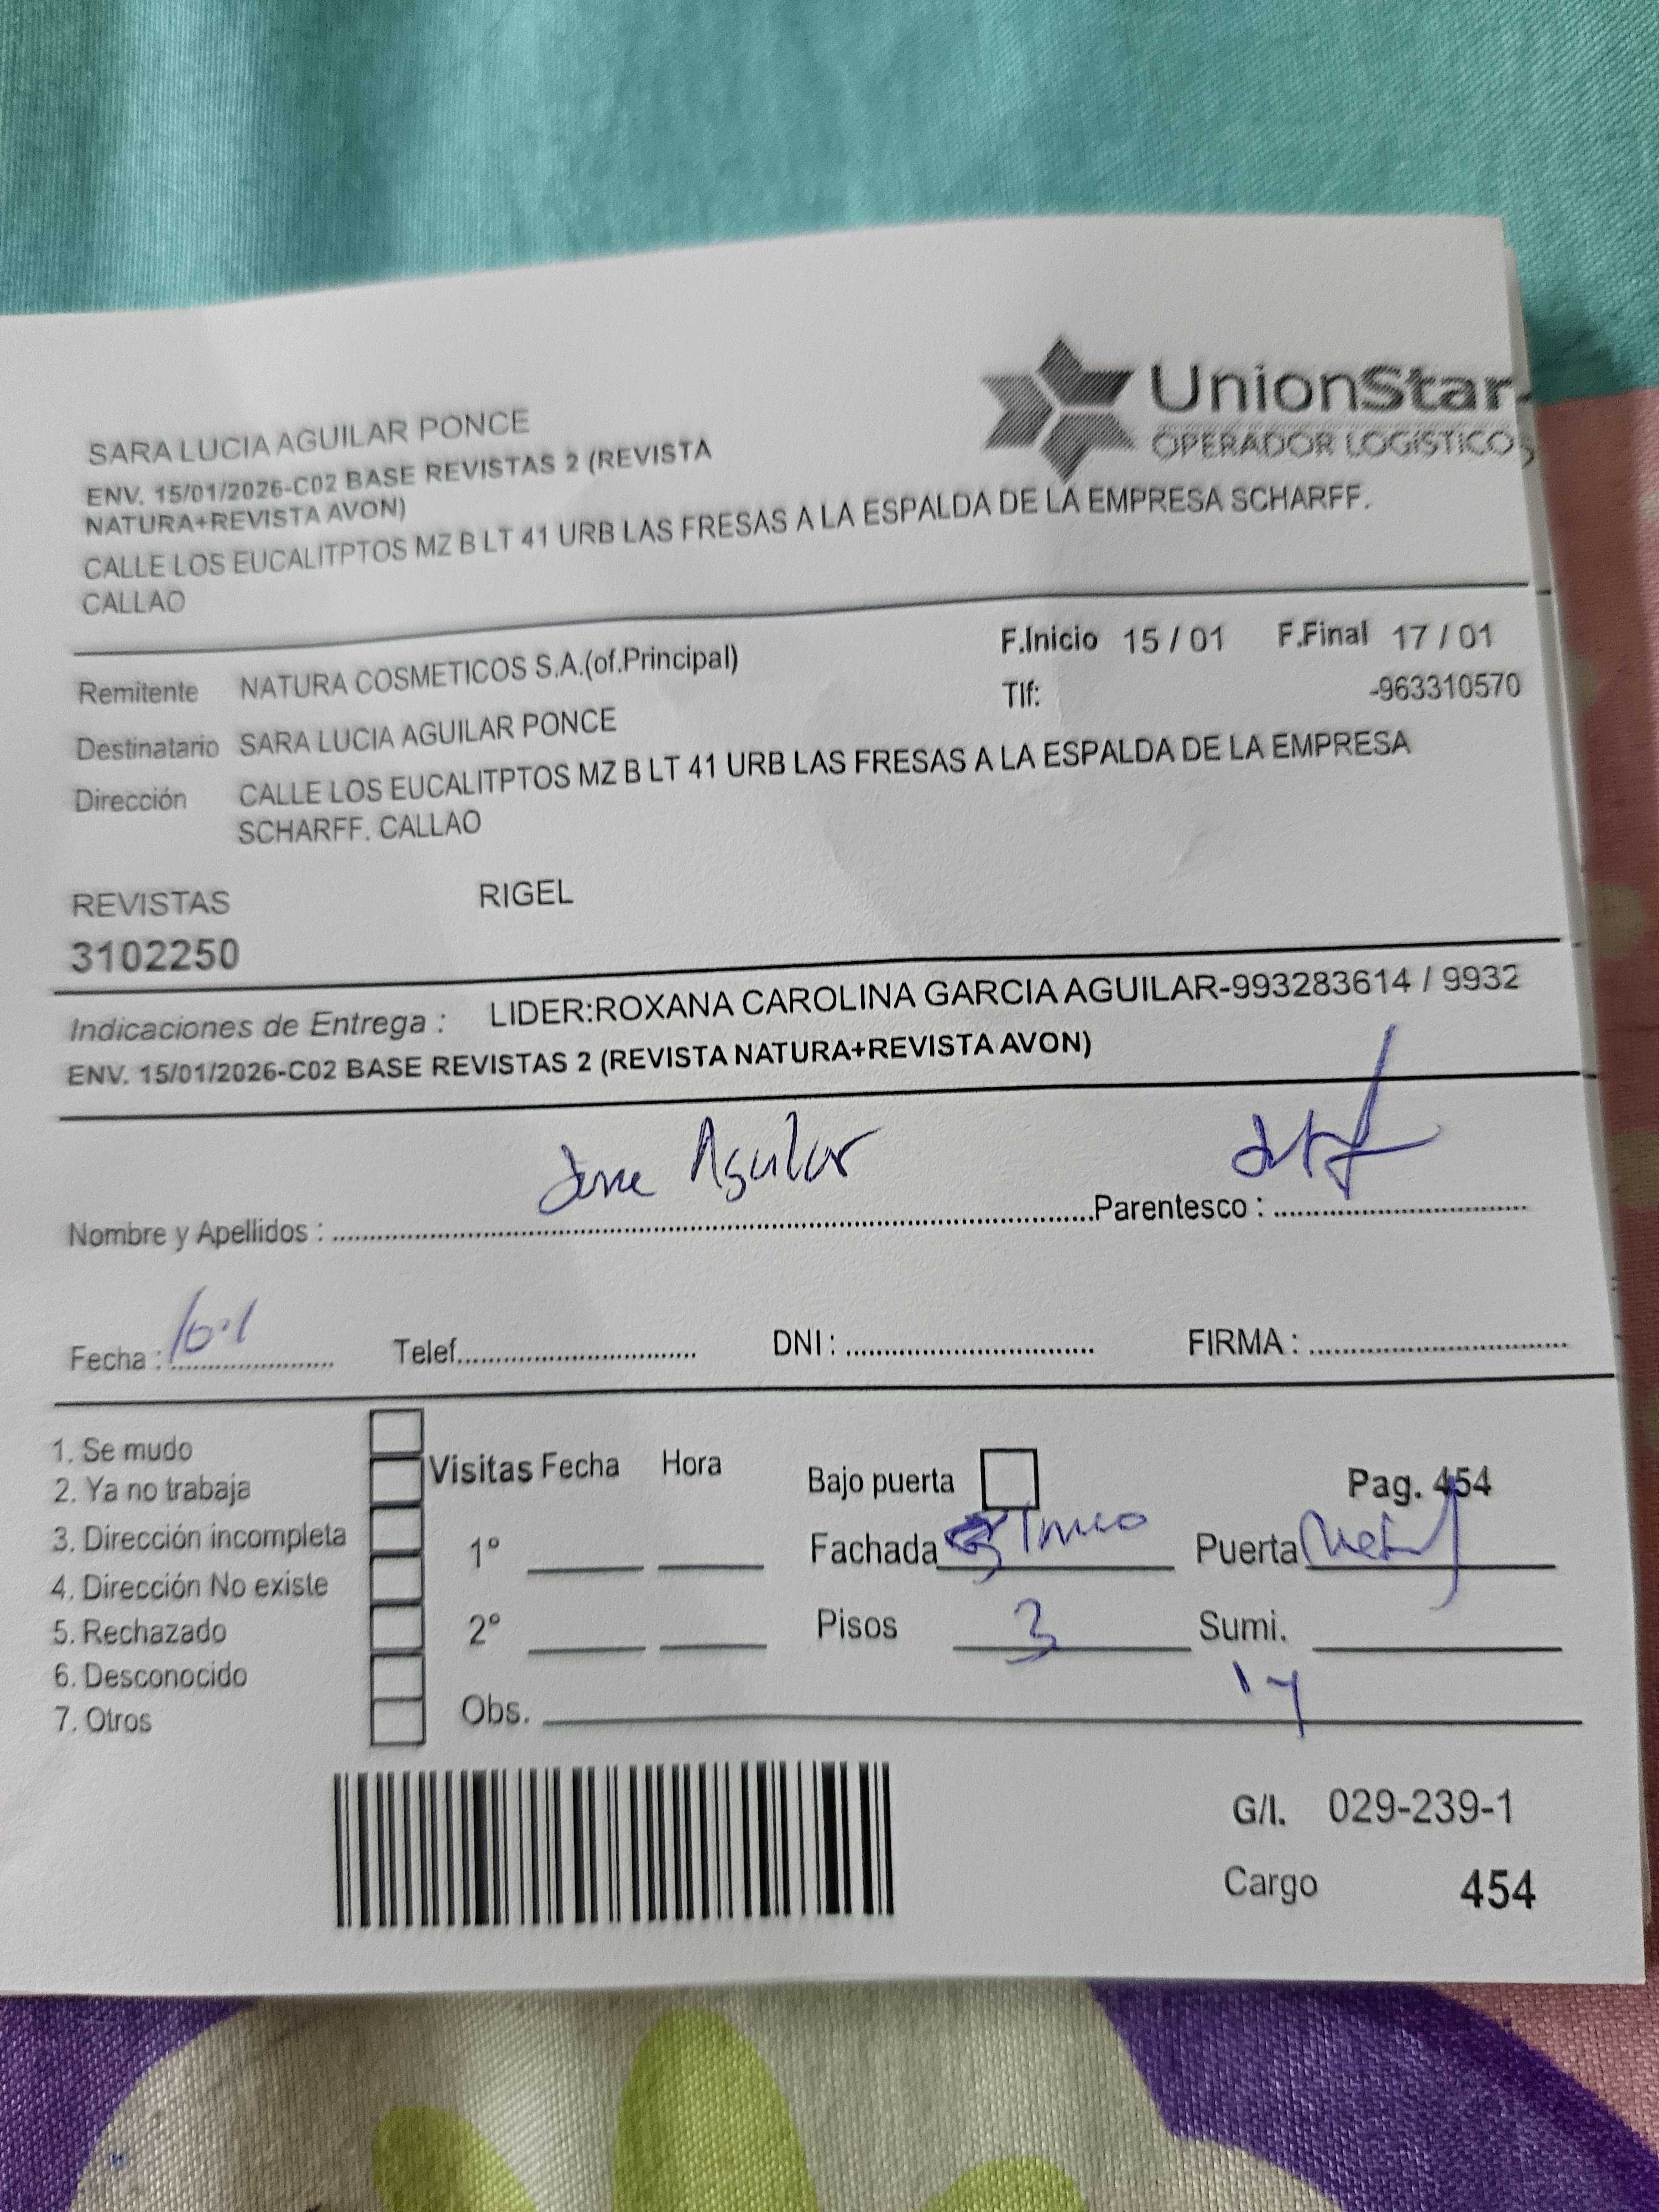 UnionStar
OPERADOR LOGÍSTICO
SARA LUCIA AGUILAR PONCE
ENV. 15/01/2026-C02 BASE REVISTAS 2 (REVISTA
NATURA+REVISTA AVON)
CALLE LOS EUCALITPTOS MZ B LT 41 URB LAS FRESAS A LA ESPALDA DE LA EMPRESA SCHARFF.
CALLAO
F.Inicio 15 / 01 F.Final 17 / 01
Remitente NATURA COSMETICOS S.A.(of.Principal)
Tlf: -963310570
Destinatario SARA LUCIA AGUILAR PONCE
Dirección CALLE LOS EUCALITPTOS MZ B LT 41 URB LAS FRESAS A LA ESPALDA DE LA EMPRESA
SCHARFF. CALLAO
REVISTAS RIGEL
3102250
Indicaciones de Entrega : LIDER:ROXANA CAROLINA GARCIA AGUILAR-993283614 / 9932
ENV. 15/01/2026-C02 BASE REVISTAS 2 (REVISTA NATURA+REVISTA AVON)
Nombre y Apellidos : Aguilar Parentesco :
Fecha : Telef. DNI : FIRMA :
1. Se mudo
2. Ya no trabaja
3. Dirección incompleta
4. Dirección No existe
5. Rechazado
6. Desconocido
7. Otros
Visitas Fecha Hora
1°
2°
Obs.
Bajo puerta Pag. 454
Fachada Puerta
Pisos 3 Sumi.
G/I. 029-239-1
Cargo 454